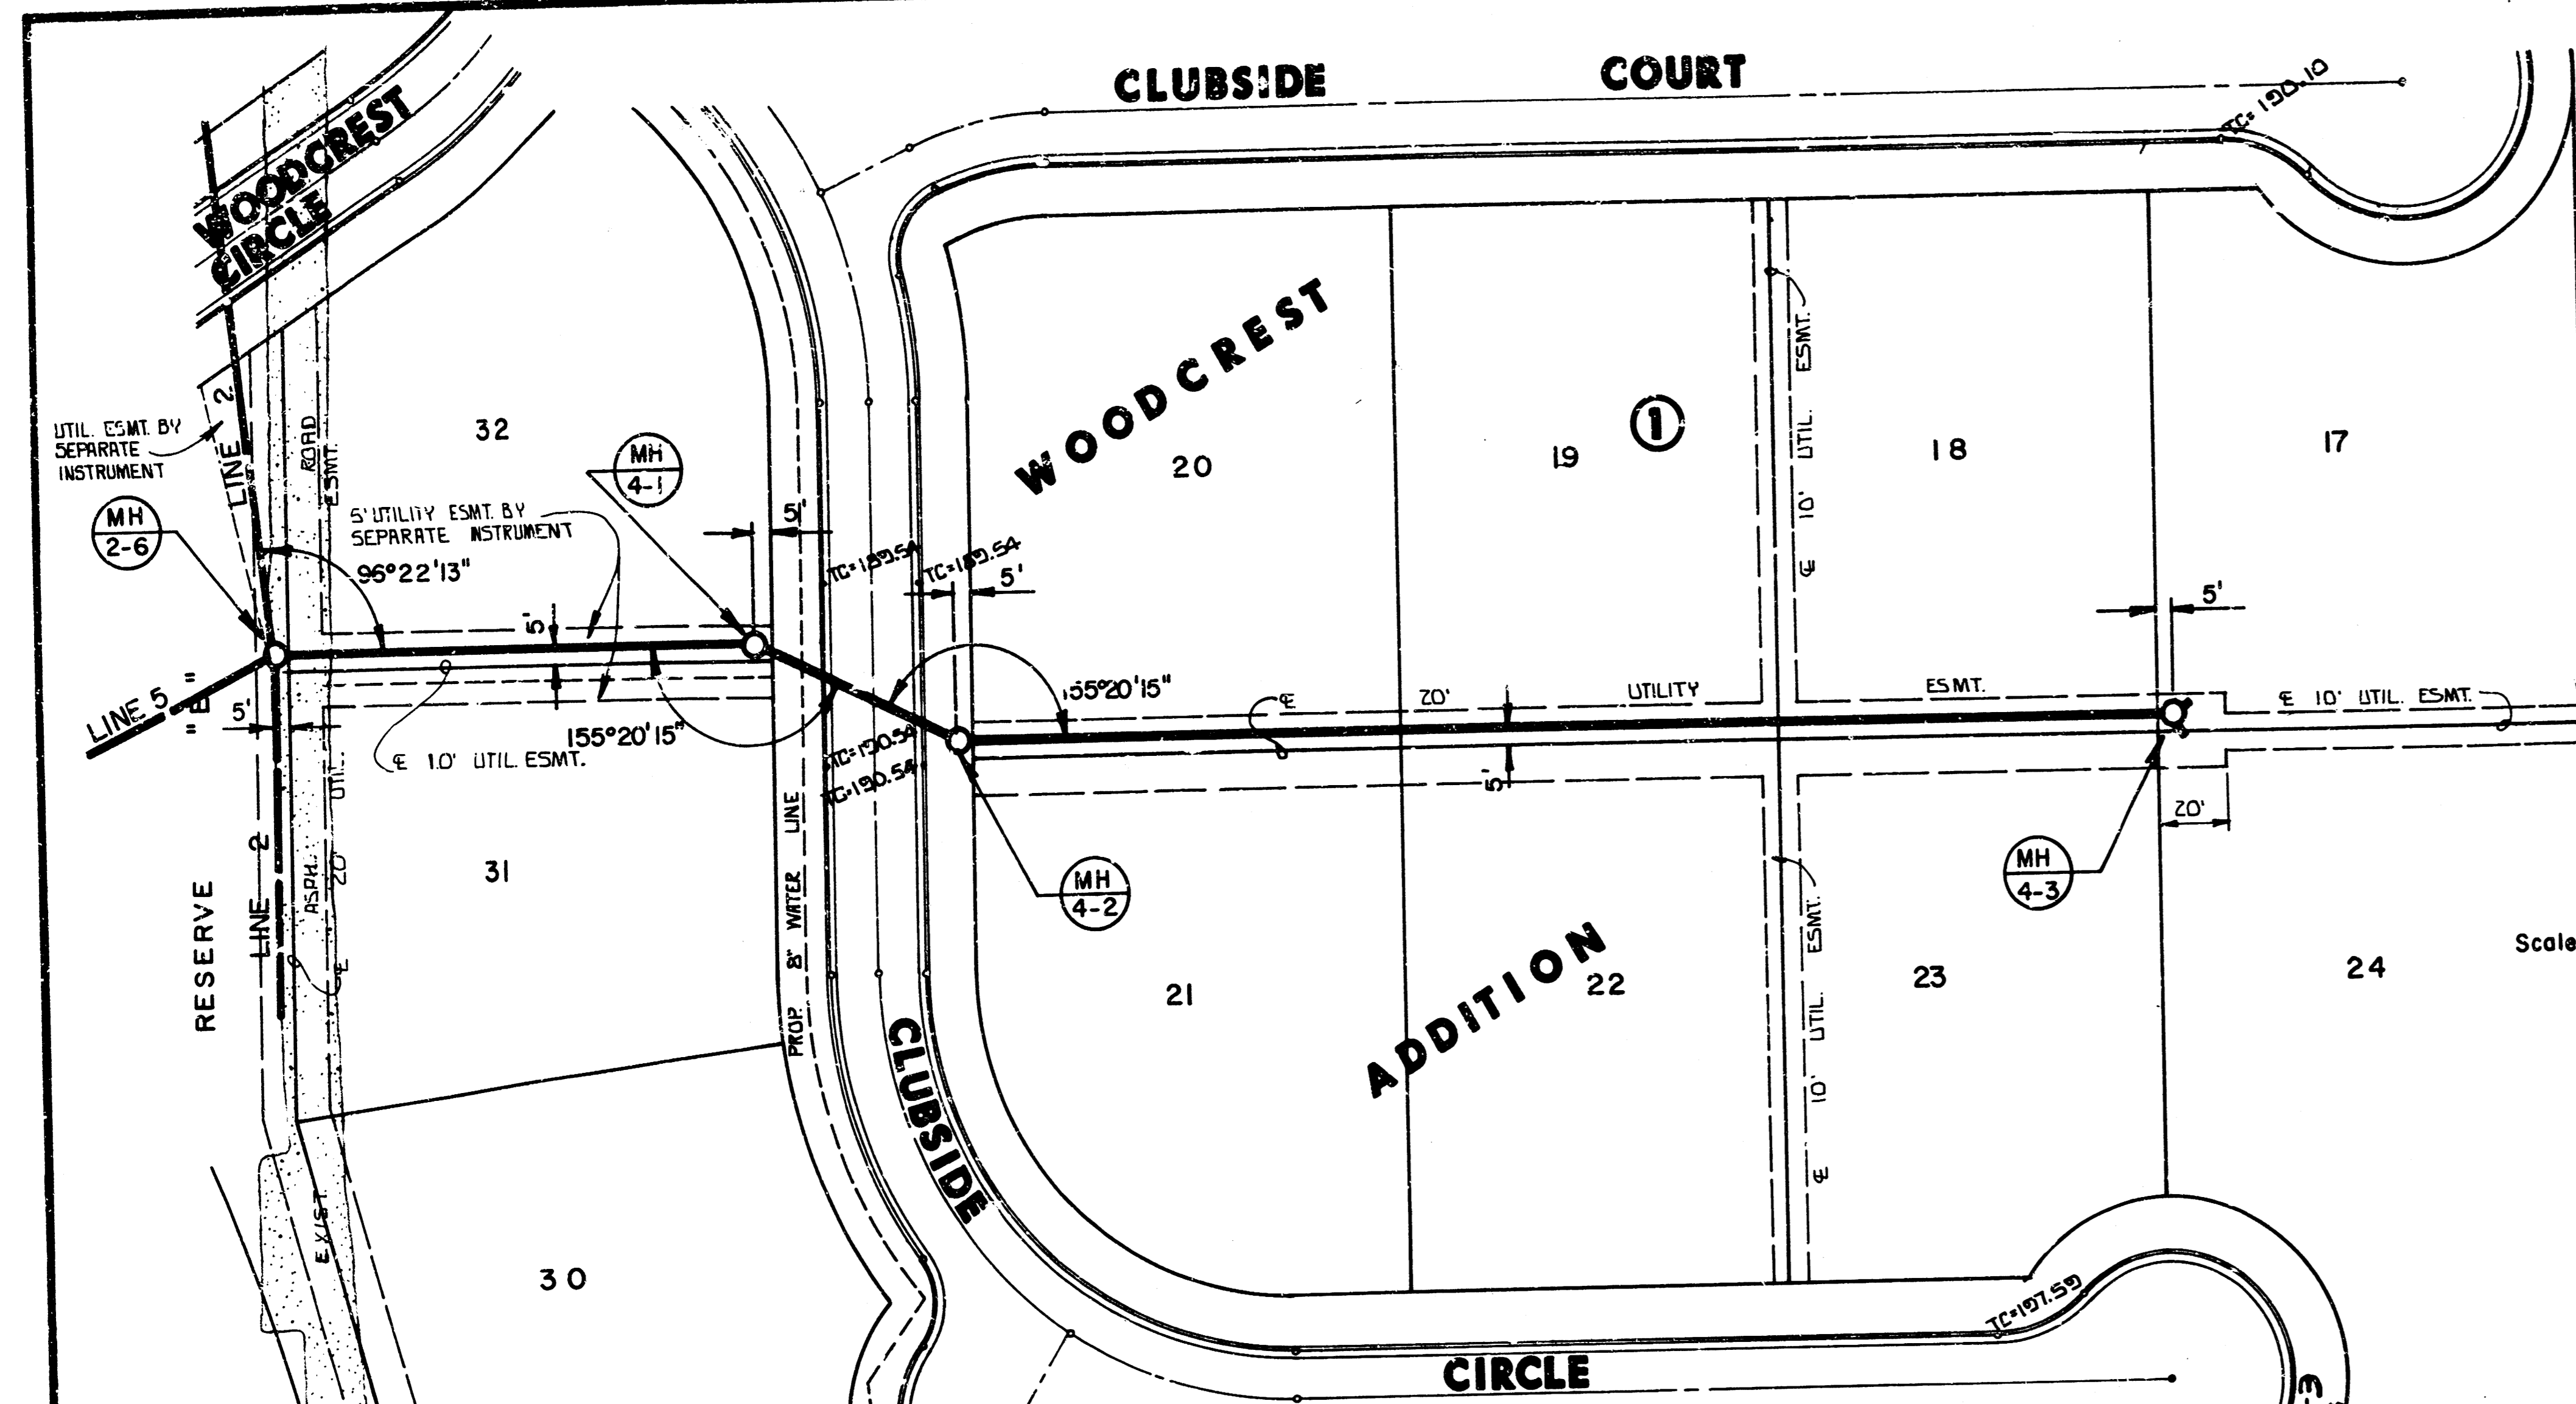 CLUBSIDE COURT
TC=190.10
WOODCREST
CIRCLE
WOODCREST
32
20
19
1
18
17
UTIL. ESMT. BY
SEPARATE
INSTRUMENT
LINE 2
ROAD
ESMT.
MH
4-1
MH
2-6
5' UTILITY ESMT. BY
SEPARATE INSTRUMENT
5'
TC=189.54
TC=189.54
5'
96°22'13"
5'
℄ 10' UTIL. ESMT.
5'
155°20'15"
℄ 20' UTILITY ESMT.
℄ 10' UTIL. ESMT.
LINE 5
"B"
5'
155°20'15"
℄ 10' UTIL. ESMT.
TC=190.54
TC=190.54
5'
20'
MH
4-2
MH
4-3
RESERVE
LINE 2
ASPH.
℄ 20' UTIL.
31
PROP. 8" WATER LINE
21
ADDITION
22
℄ 10' UTIL. ESMT.
23
24
Scale
CLUBSIDE
EXIST
30
TC=197.59
CIRCLE